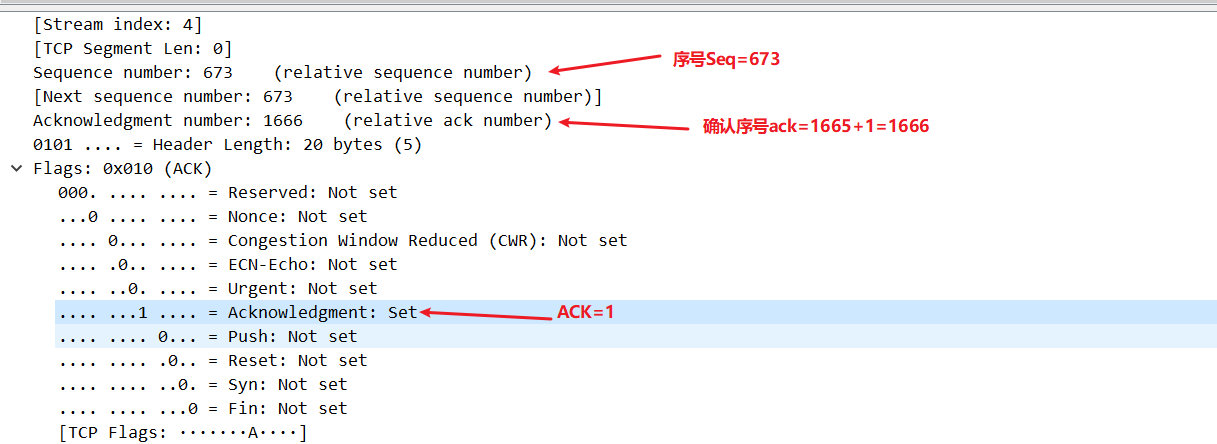 [Stream index: 4]
[TCP Segment Len: 0]
Sequence number: 673    (relative sequence number)
序号Seq=673
[Next sequence number: 673    (relative sequence number)]
Acknowledgment number: 1666    (relative ack number)
确认序号ack=1665+1=1666
0101 .... = Header Length: 20 bytes (5)
Flags: 0x010 (ACK)
000. .... .... = Reserved: Not set
...0 .... .... = Nonce: Not set
.... 0... .... = Congestion Window Reduced (CWR): Not set
.... .0.. .... = ECN-Echo: Not set
.... ..0. .... = Urgent: Not set
.... ...1 .... = Acknowledgment: Set
ACK=1
.... .... 0... = Push: Not set
.... .... .0.. = Reset: Not set
.... .... ..0. = Syn: Not set
.... .... ...0 = Fin: Not set
[TCP Flags: ·······A····]